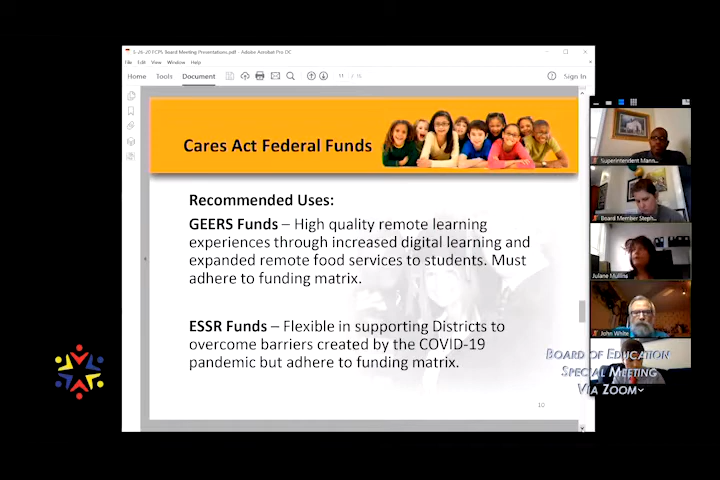 5-26-20 ECPS Board Meeting Presentations.pdf - Adobe Acrobat Pro DC
File Edit View Window Help
Home Tools Document
11 / 15
Sign In
Cares Act Federal Funds
Recommended Uses:
GEERS Funds – High quality remote learning
experiences through increased digital learning and
expanded remote food services to students. Must
adhere to funding matrix.
ESSR Funds – Flexible in supporting Districts to
overcome barriers created by the COVID-19
pandemic but adhere to funding matrix.
10
Superintendent Mann...
Board Member Steph...
Julane Mullins
John White
Board of Education
Special Meeting
Via Zoom